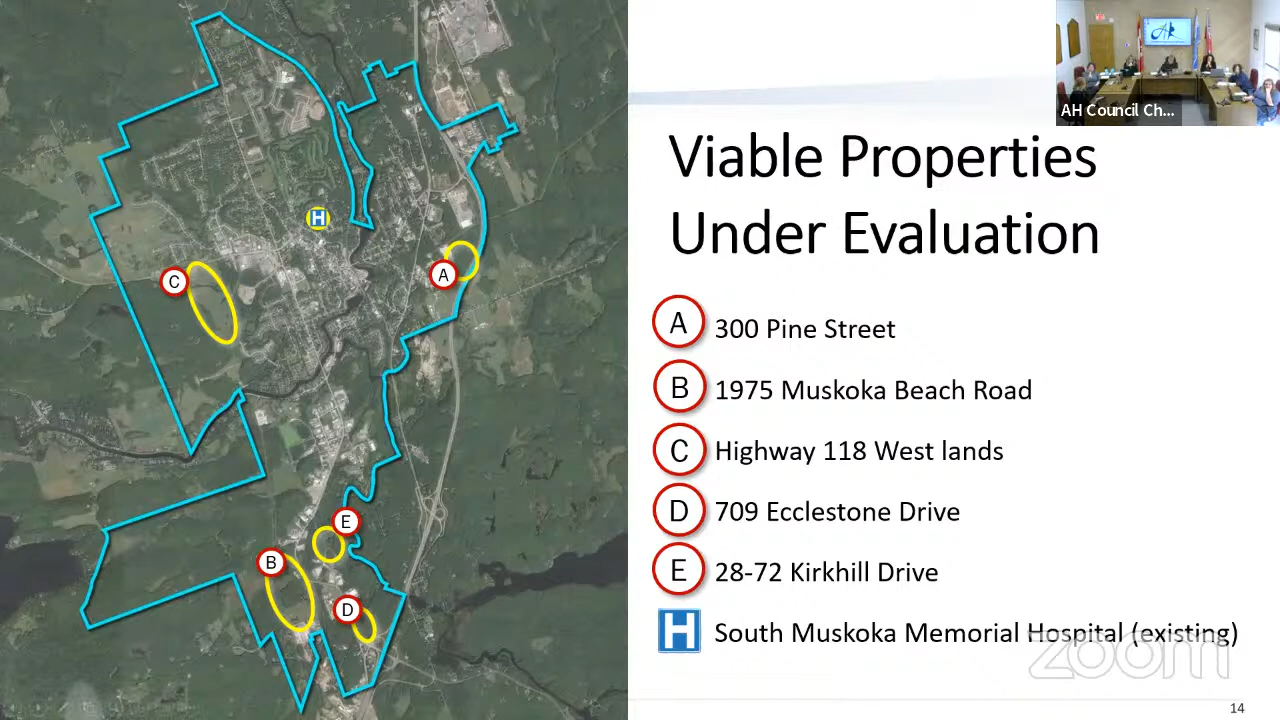 AH Council Ch...
Viable Properties
Under Evaluation
A 300 Pine Street
B 1975 Muskoka Beach Road
C Highway 118 West lands
D 709 Ecclestone Drive
E 28-72 Kirkhill Drive
H South Muskoka Memorial Hospital (existing)
zoom
14
H
A
C
E
B
D